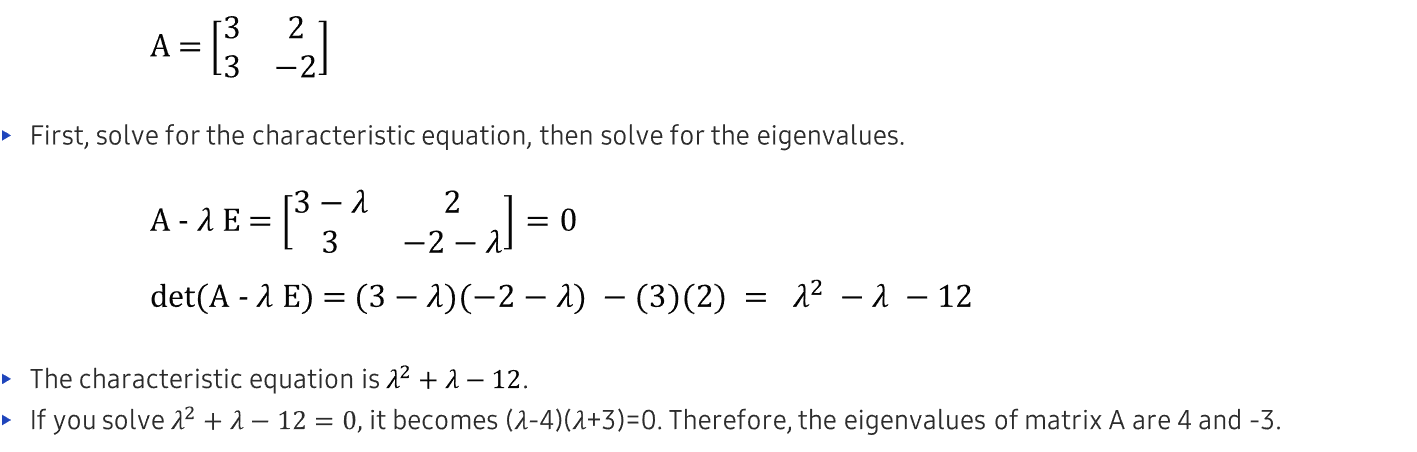 A = [3 2
3 −2]
▸ First, solve for the characteristic equation, then solve for the eigenvalues.
A - λ E = [3 − λ 2
3 −2 − λ] = 0
det(A - λ E) = (3 − λ)(−2 − λ) − (3)(2) = λ² − λ − 12
▸ The characteristic equation is λ² + λ − 12.
▸ If you solve λ² + λ − 12 = 0, it becomes (λ-4)(λ+3)=0. Therefore, the eigenvalues of matrix A are 4 and -3.